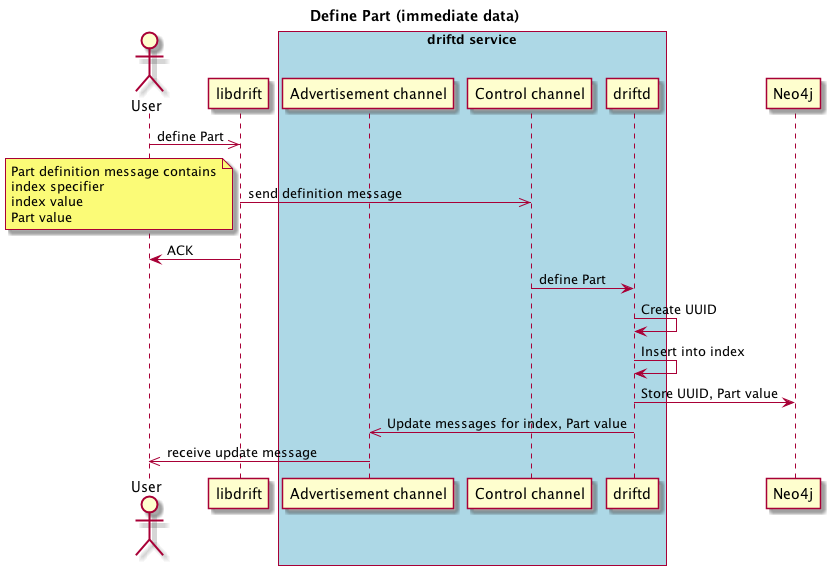 Define Part (immediate data)
driftd service
User
libdrift
Advertisement channel
Control channel
driftd
Neo4j
define Part
Part definition message contains
index specifier
index value
Part value
send definition message
ACK
define Part
Create UUID
Insert into index
Store UUID, Part value
Update messages for index, Part value
receive update message
User
libdrift
Advertisement channel
Control channel
driftd
Neo4j